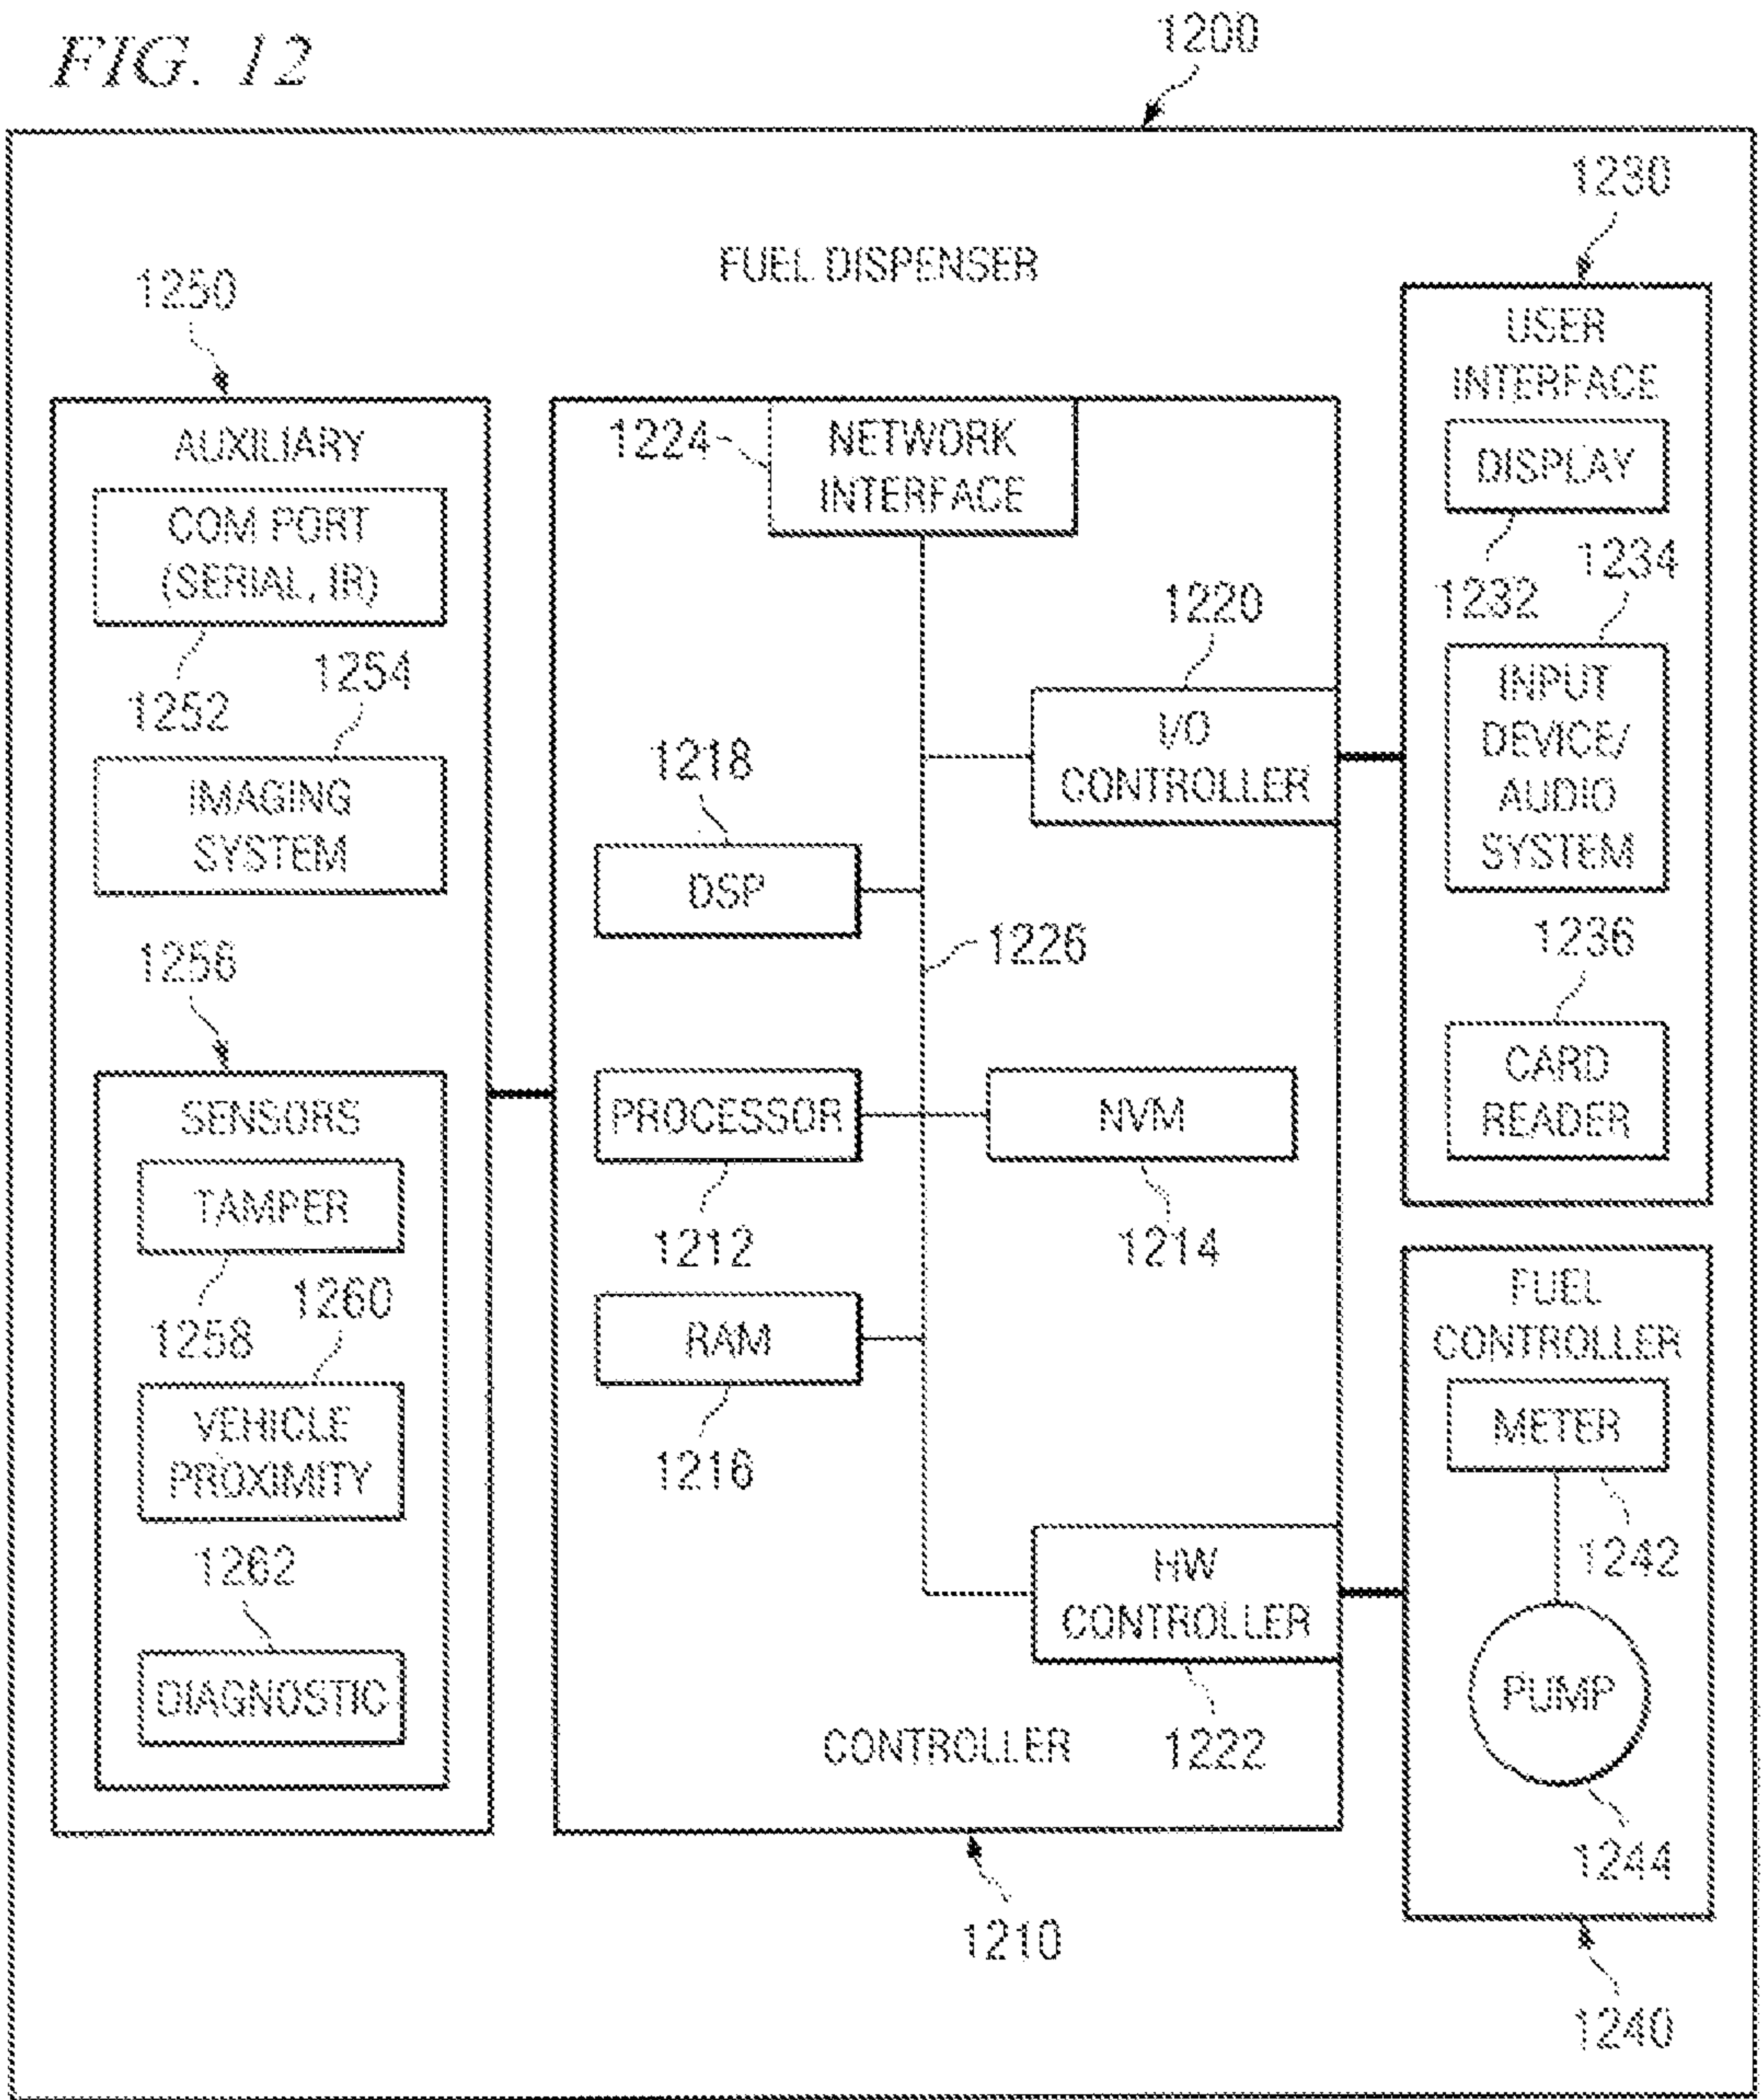 FIG. 12
1200
FUEL DISPENSER
1250
AUXILIARY
COM PORT
(SERIAL, IR)
1252
1254
IMAGING
SYSTEM
1256
SENSORS
TAMPER
1258
1260
VEHICLE
PROXIMITY
1262
DIAGNOSTIC
1224
NETWORK
INTERFACE
1220
I/O
CONTROLLER
1218
DSP
1226
PROCESSOR
1212
NVM
1214
RAM
1216
HW
CONTROLLER
1222
CONTROLLER
1210
1230
USER
INTERFACE
DISPLAY
1232
1234
INPUT
DEVICE/
AUDIO
SYSTEM
1236
CARD
READER
FUEL
CONTROLLER
METER
1242
PUMP
1244
1240